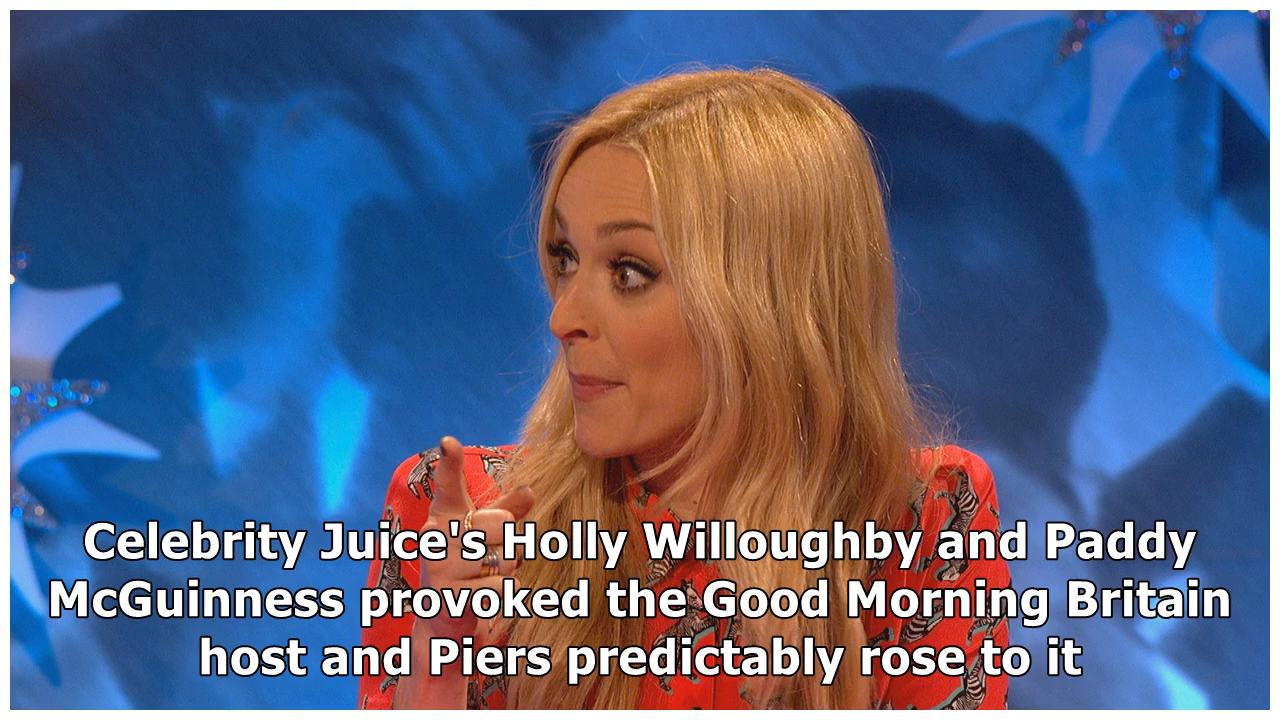 Celebrity Juice's Holly Willoughby and Paddy
McGuinness provoked the Good Morning Britain
host and Piers predictably rose to it